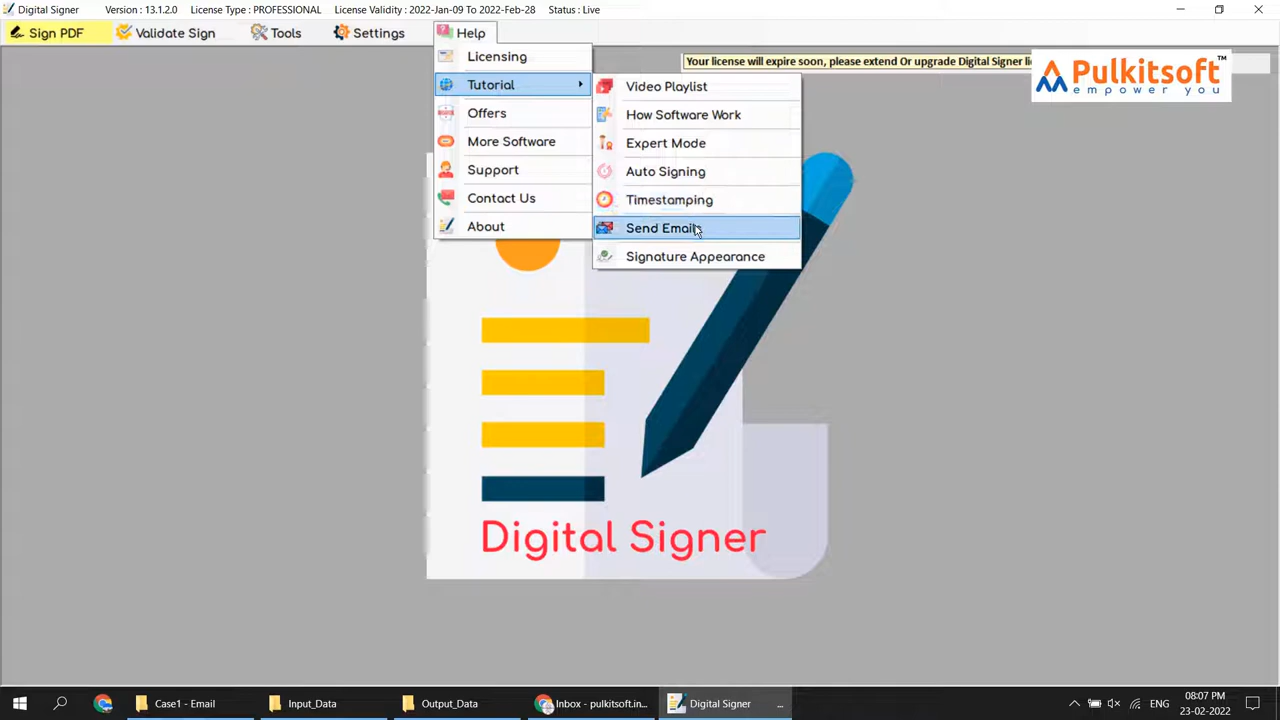 Digital Signer Version : 13.1.2.0 License Type : PROFESSIONAL License Validity : 2022-Jan-09 To 2022-Feb-28 Status : Live
Sign PDF Validate Sign Tools Settings Help
Your license will expire soon, please extend Or upgrade Digital Signer
Pulkitsoft™
empower you
Licensing
Tutorial
Offers
More Software
Support
Contact Us
About
Video Playlist
How Software Work
Expert Mode
Auto Signing
Timestamping
Send Email
Signature Appearance
Digital Signer
Case1 - Email Input_Data Output_Data Inbox - pulkitsoft.in... Digital Signer ...
ENG
08:07 PM
23-02-2022